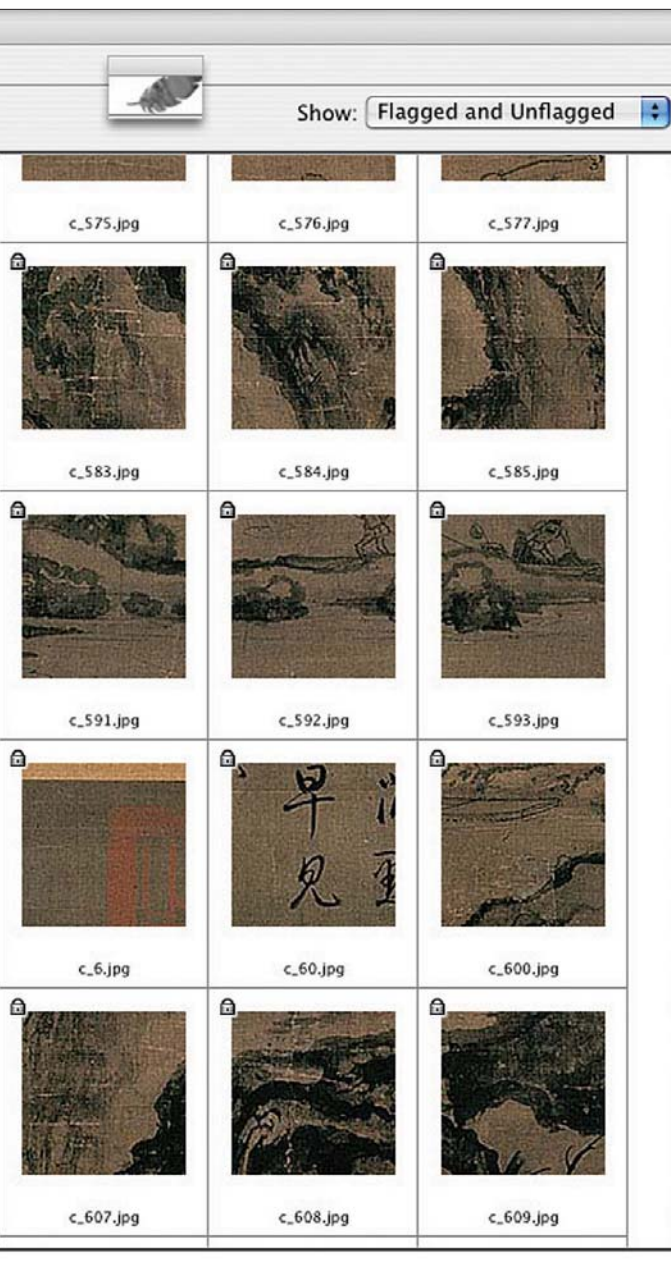 Show: Flagged and Unflagged
c_575.jpg
c_576.jpg
c_577.jpg
c_583.jpg
c_584.jpg
c_585.jpg
c_591.jpg
c_592.jpg
c_593.jpg
早見
c_6.jpg
c_60.jpg
c_600.jpg
c_607.jpg
c_608.jpg
c_609.jpg